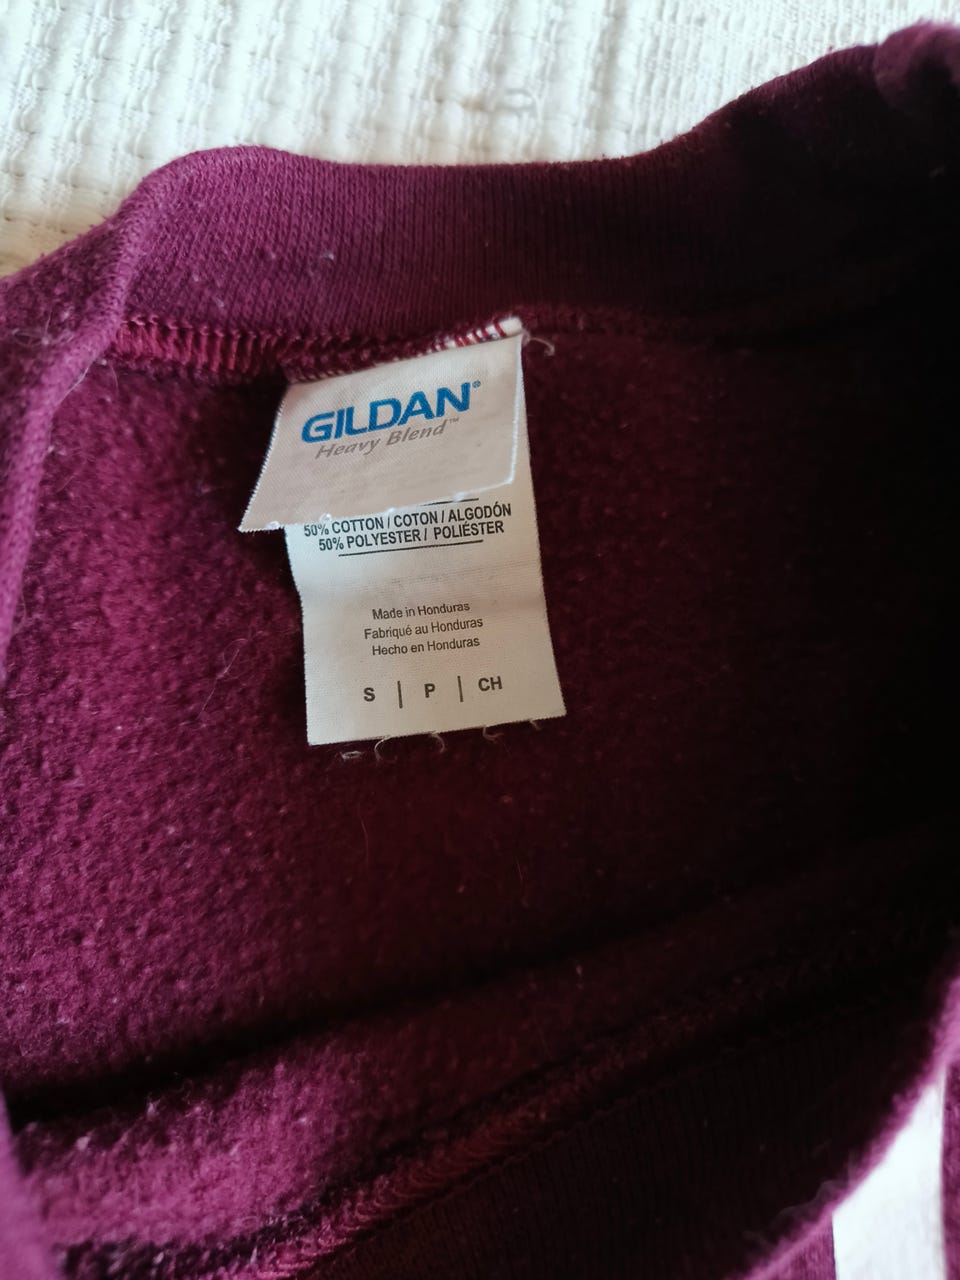 GILDAN®
Heavy Blend™
50% COTTON / COTON / ALGODÓN
50% POLYESTER / POLIÉSTER
Made in Honduras
Fabriqué au Honduras
Hecho en Honduras
S | P | CH